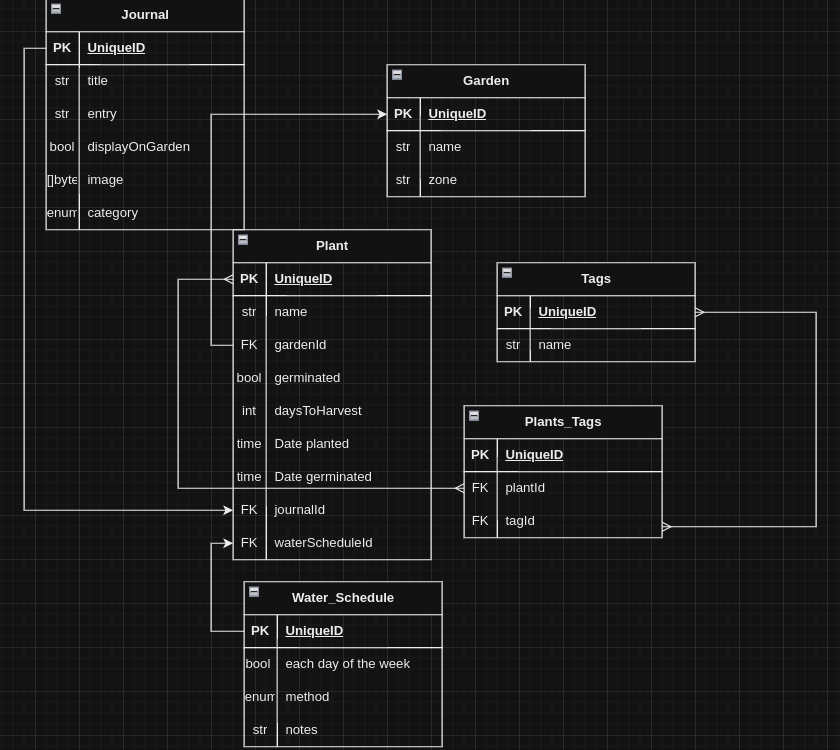 Journal
PK UniqueID
str title
str entry
bool displayOnGarden
[]byte image
enum category
Garden
PK UniqueID
str name
str zone
Plant
PK UniqueID
str name
FK gardenId
bool germinated
int daysToHarvest
time Date planted
time Date germinated
FK journalId
FK waterScheduleId
Tags
PK UniqueID
str name
Plants_Tags
PK UniqueID
FK plantId
FK tagId
Water_Schedule
PK UniqueID
bool each day of the week
enum method
str notes